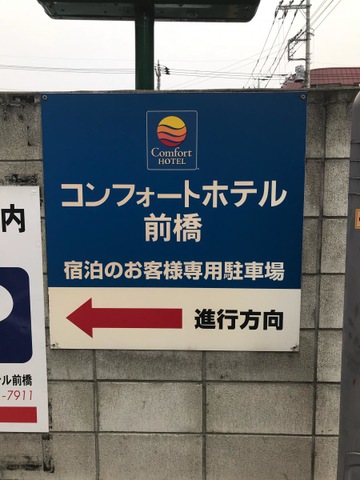 Comfort
HOTEL
コンフォートホテル
前橋
宿泊のお客様専用駐車場
進行方向
内
ル前橋
-7911